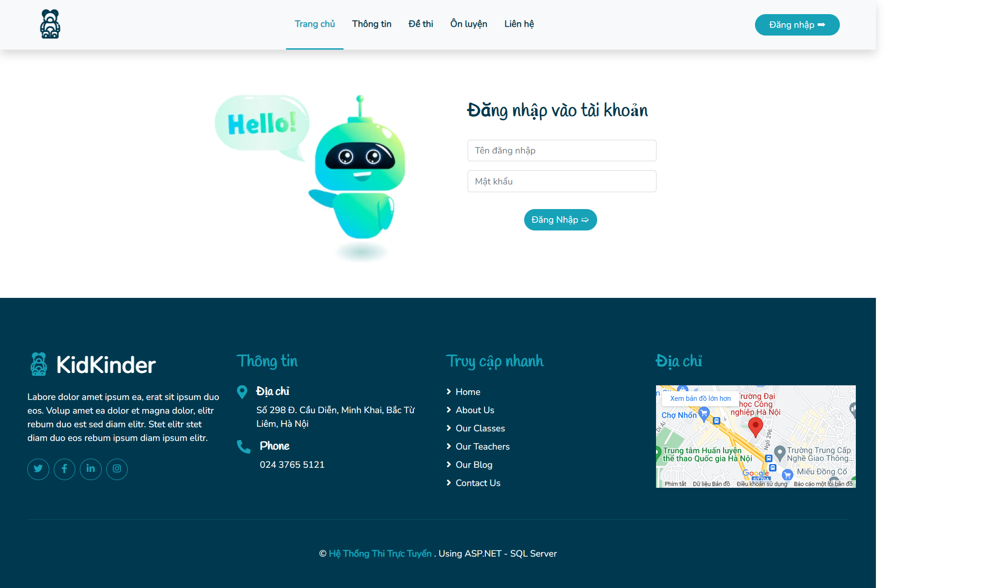 Trang chủ
Thông tin
Đề thi
Ôn luyện
Liên hệ
Đăng nhập ➡
Hello!
Đăng nhập vào tài khoản
Tên đăng nhập
Mật khẩu
Đăng Nhập ➯
KidKinder
Labore dolor amet ipsum ea, erat sit ipsum duo
eos. Volup amet ea dolor et magna dolor, elitr
rebum duo est sed diam elitr. Stet elitr stet
diam duo eos rebum ipsum diam ipsum elitr.
Thông tin
Địa chỉ
Số 298 Đ. Cầu Diễn, Minh Khai, Bắc Từ
Liêm, Hà Nội
Phone
024 3765 5121
Truy cập nhanh
Home
About Us
Our Classes
Our Teachers
Our Blog
Contact Us
Địa chỉ
Xem bản đồ lớn hơn
Trường Đại
học Công
nghiệp Hà Nội
Chợ Nhổn
Di Ái
Ngõ 296
Trung tâm Huấn luyện
thể thao Quốc gia Hà Nội
Trường Trung Cấp
Nghề Giao Thông...
Miếu Đồng Cổ
Google
ĐT70A
Phím tắt
Dữ liệu Bản đồ
Điều khoản sử dụng
Báo cáo một lỗi bản đồ
© Hệ Thống Thi Trực Tuyến . Using ASP.NET - SQL Server